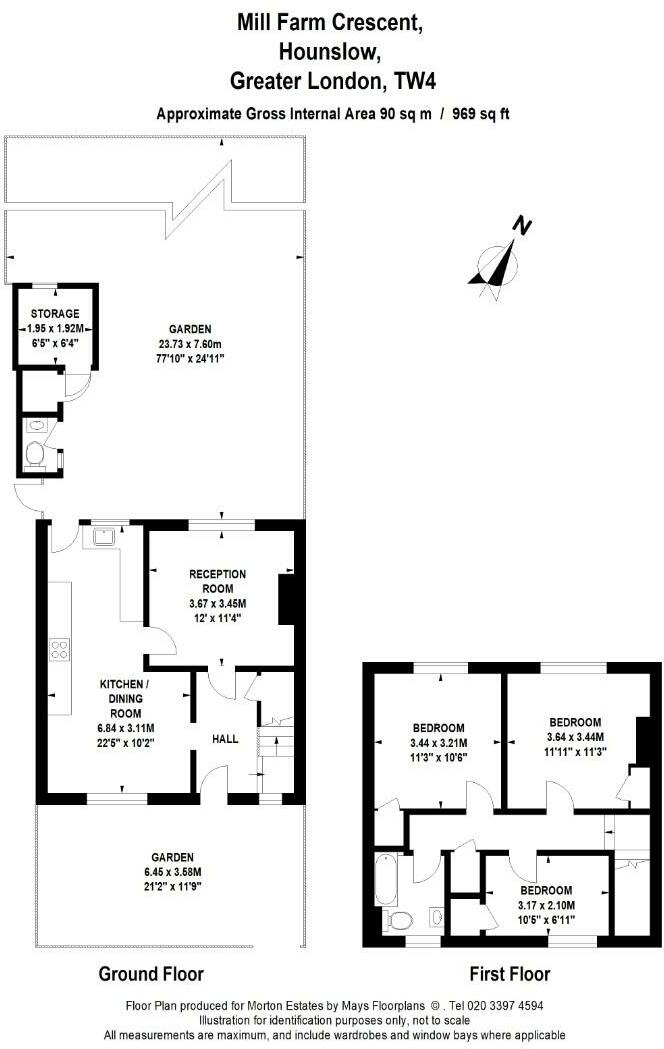 Mill Farm Crescent,
Hounslow,
Greater London, TW4
Approximate Gross Internal Area 90 sq m / 969 sq ft
N
STORAGE
1.95 x 1.92M
6'5" x 6'4"
GARDEN
23.73 x 7.60m
77'10" x 24'11"
RECEPTION
ROOM
3.67 x 3.45M
12' x 11'4"
KITCHEN /
DINING
ROOM
6.84 x 3.11M
22'5" x 10'2"
HALL
GARDEN
6.45 x 3.58M
21'2" x 11'9"
BEDROOM
3.44 x 3.21M
11'3" x 10'6"
BEDROOM
3.64 x 3.44M
11'11" x 11'3"
BEDROOM
3.17 x 2.10M
10'5" x 6'11"
Ground Floor
First Floor
Floor Plan produced for Morton Estates by Mays Floorplans © . Tel 020 3397 4594
Illustration for identification purposes only, not to scale
All measurements are maximum, and include wardrobes and window bays where applicable